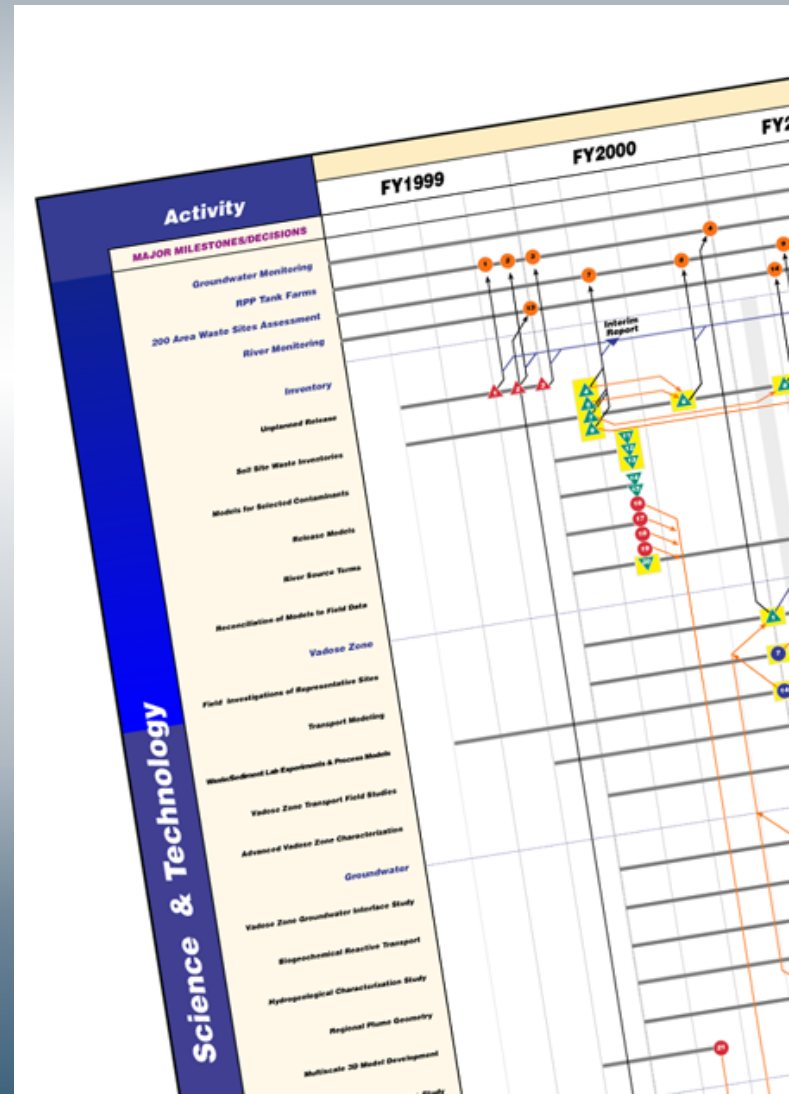 FY1999
FY2000
FY2
Activity
MAJOR MILESTONES/DECISIONS
Groundwater Monitoring
RPP Tank Farms
200 Area Waste Sites Assessment
River Monitoring
Interim
Report
Inventory
Unplanned Release
Soil Site Waste Inventories
Models for Selected Contaminants
Release Models
River Source Terms
Reconciliation of Models to Field Data
Vadose Zone
Field Investigations of Representative Sites
Transport Modeling
Waste/Sediment Lab Experiments & Process Models
Vadose Zone Transport Field Studies
Advanced Vadose Zone Characterization
Groundwater
Vadose Zone Groundwater Interface Study
Biogeochemical Reactive Transport
Hydrogeological Characterization Study
Regional Plume Geometry
Multiscale 3D Model Development
Study
Science & Technology